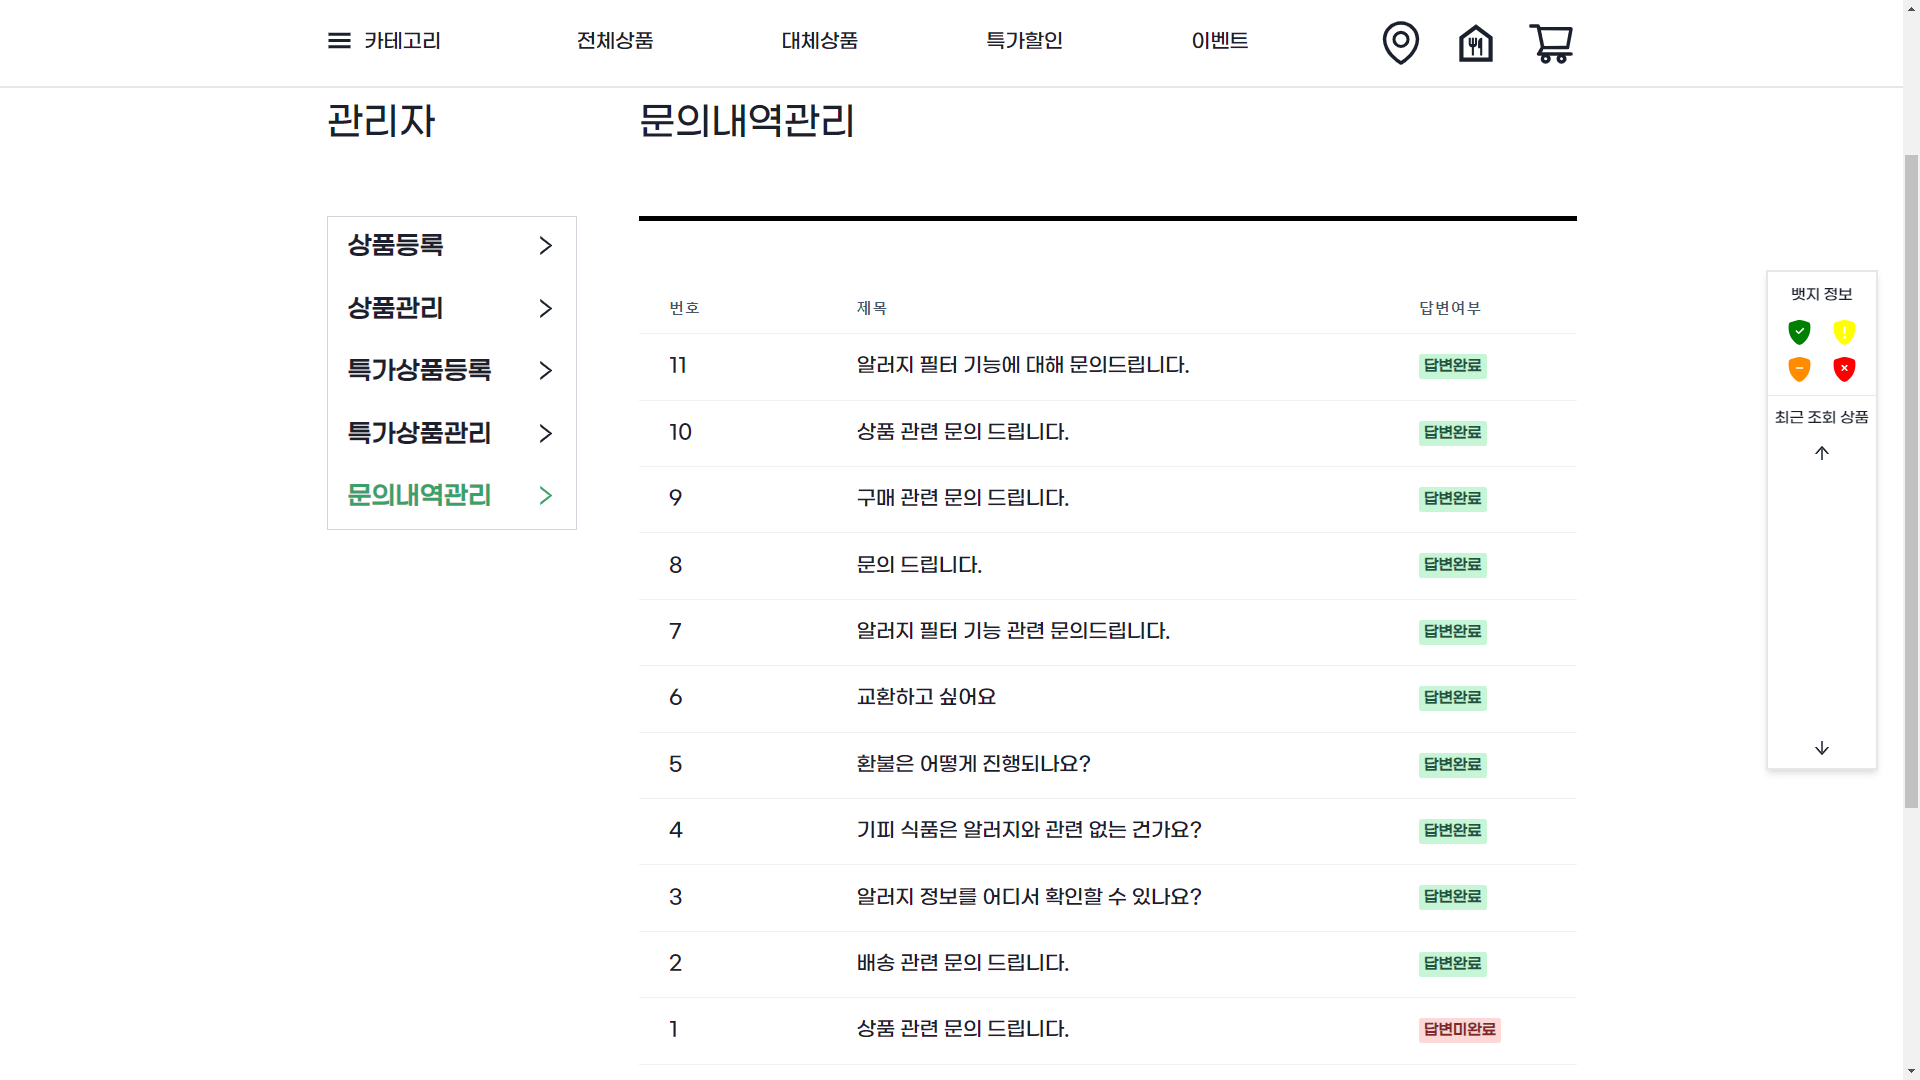 카테고리 전체상품 대체상품 특가할인 이벤트
관리자
문의내역관리
상품등록
상품관리
특가상품등록
특가상품관리
문의내역관리
번호 제목 답변여부
11 알러지 필터 기능에 대해 문의드립니다. 답변완료
10 상품 관련 문의 드립니다. 답변완료
9 구매 관련 문의 드립니다. 답변완료
8 문의 드립니다. 답변완료
7 알러지 필터 기능 관련 문의드립니다. 답변완료
6 교환하고 싶어요 답변완료
5 환불은 어떻게 진행되나요? 답변완료
4 기피 식품은 알러지와 관련 없는 건가요? 답변완료
3 알러지 정보를 어디서 확인할 수 있나요? 답변완료
2 배송 관련 문의 드립니다. 답변완료
1 상품 관련 문의 드립니다. 답변미완료
뱃지 정보
최근 조회 상품